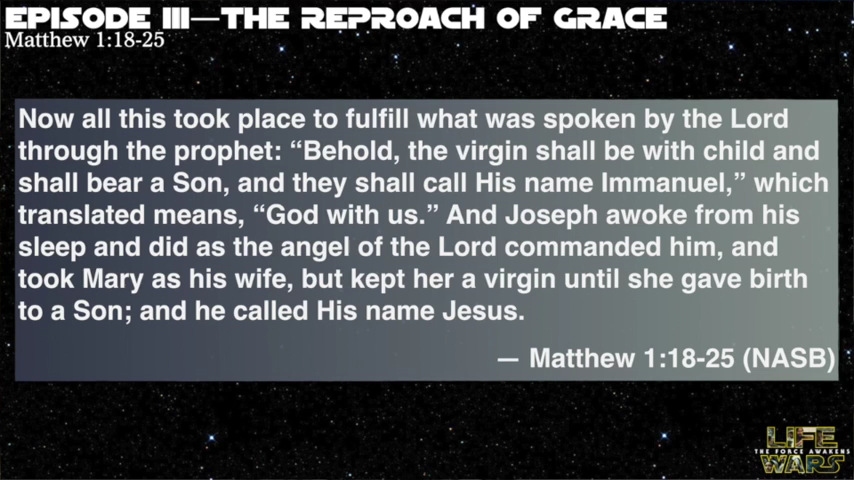 EPISODE III—THE REPROACH OF GRACE
Matthew 1:18-25
Now all this took place to fulfill what was spoken by the Lord
through the prophet: “Behold, the virgin shall be with child and
shall bear a Son, and they shall call His name Immanuel,” which
translated means, “God with us.” And Joseph awoke from his
sleep and did as the angel of the Lord commanded him, and
took Mary as his wife, but kept her a virgin until she gave birth
to a Son; and he called His name Jesus.
— Matthew 1:18-25 (NASB)
LIFE
THE FORCE AWAKENS
WARS